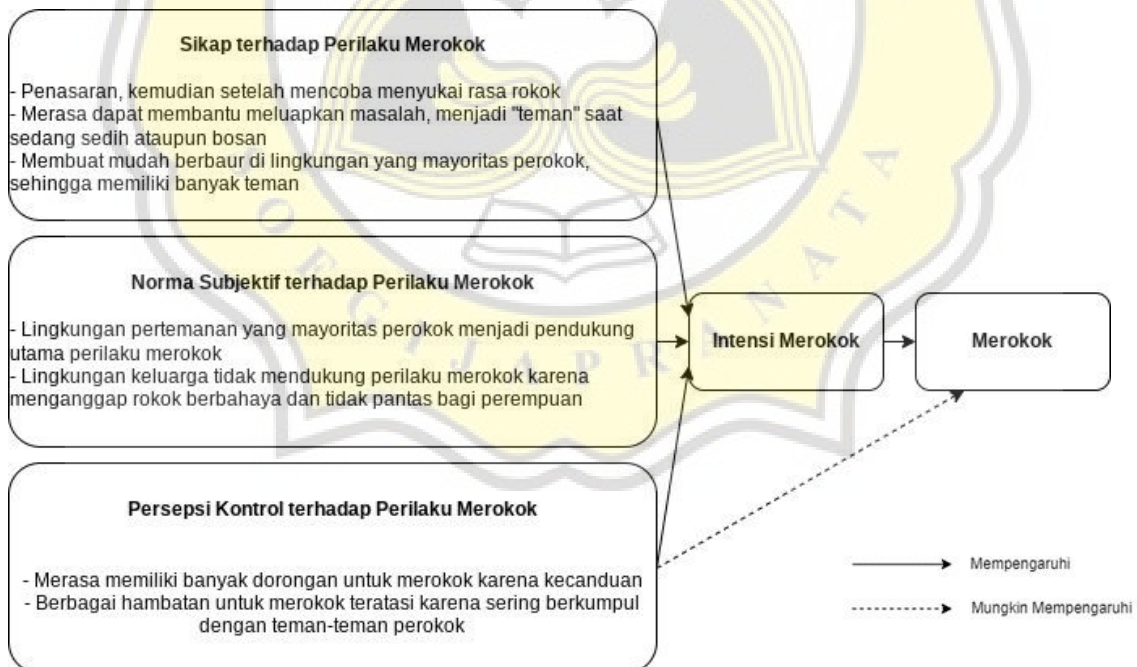 Sikap terhadap Perilaku Merokok
- Penasaran, kemudian setelah mencoba menyukai rasa rokok
- Merasa dapat membantu meluapkan masalah, menjadi "teman" saat
sedang sedih ataupun bosan
- Membuat mudah berbaur di lingkungan yang mayoritas perokok,
sehingga memiliki banyak teman
Norma Subjektif terhadap Perilaku Merokok
- Lingkungan pertemanan yang mayoritas perokok menjadi pendukung
utama perilaku merokok
- Lingkungan keluarga tidak mendukung perilaku merokok karena
menganggap rokok berbahaya dan tidak pantas bagi perempuan
Persepsi Kontrol terhadap Perilaku Merokok
- Merasa memiliki banyak dorongan untuk merokok karena kecanduan
- Berbagai hambatan untuk merokok teratasi karena sering berkumpul
dengan teman-teman perokok
Intensi Merokok
Merokok
Mempengaruhi
Mungkin Mempengaruhi
SOEGIJAPRANATA